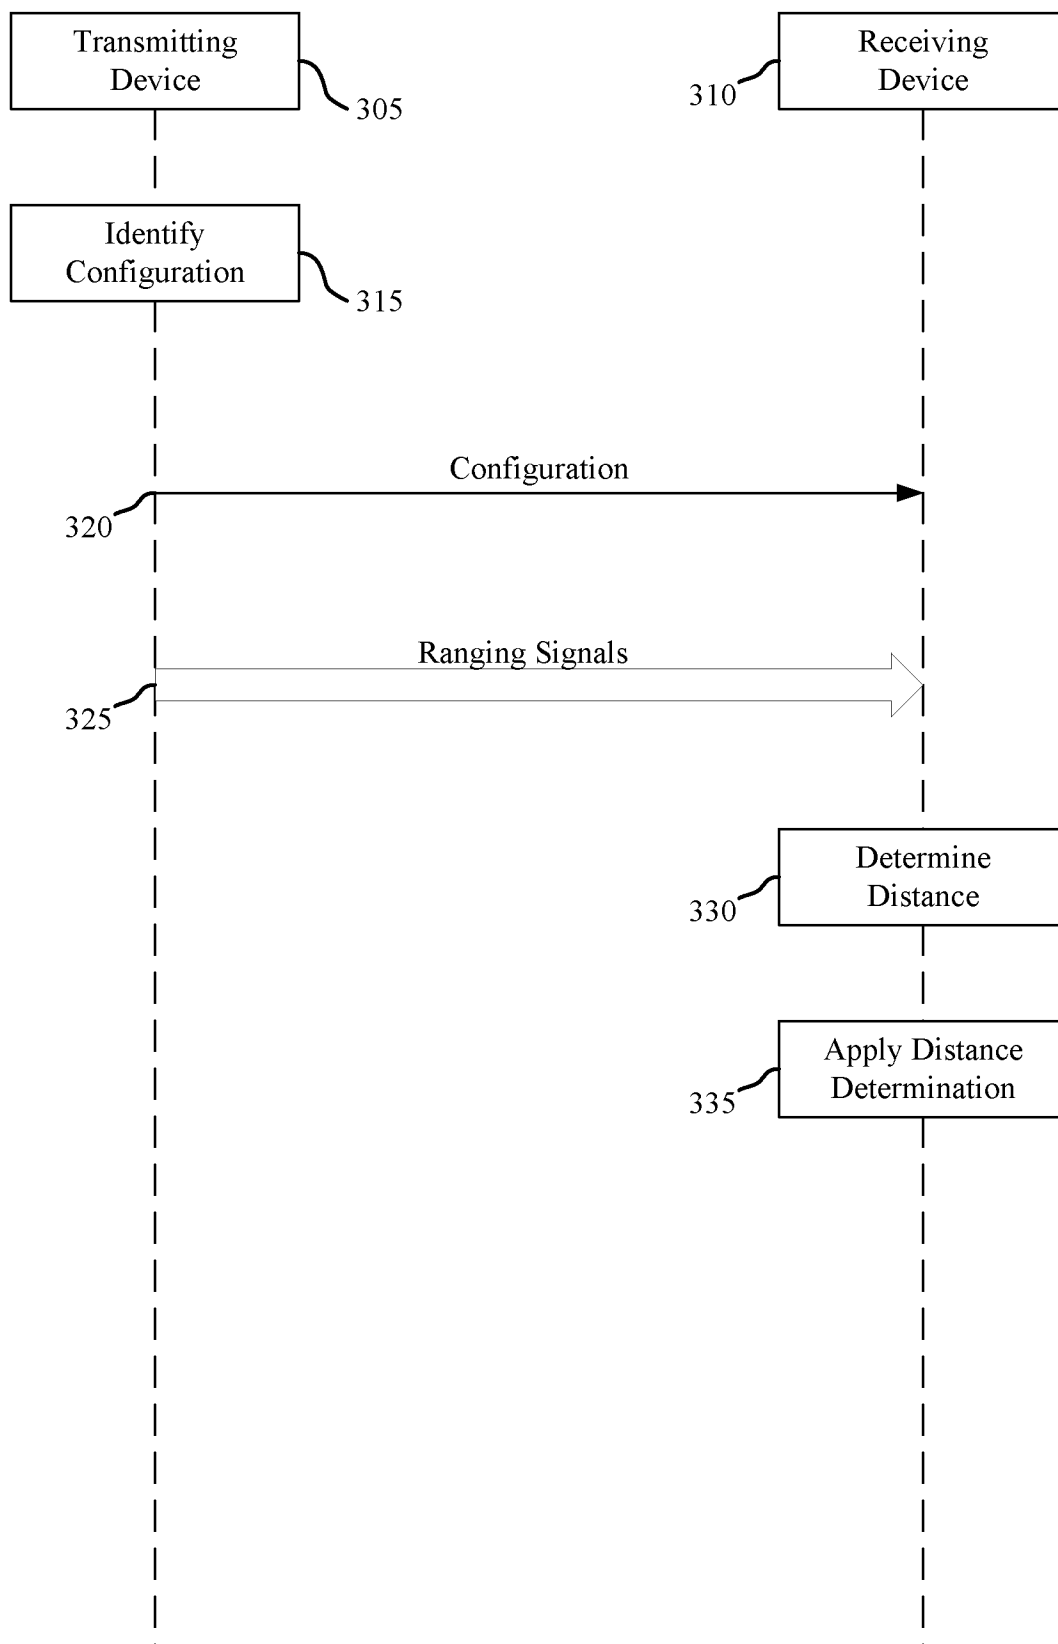 Transmitting
Device
305
Receiving
Device
310
Identify
Configuration
315
Configuration
320
Ranging Signals
325
Determine
Distance
330
Apply Distance
Determination
335